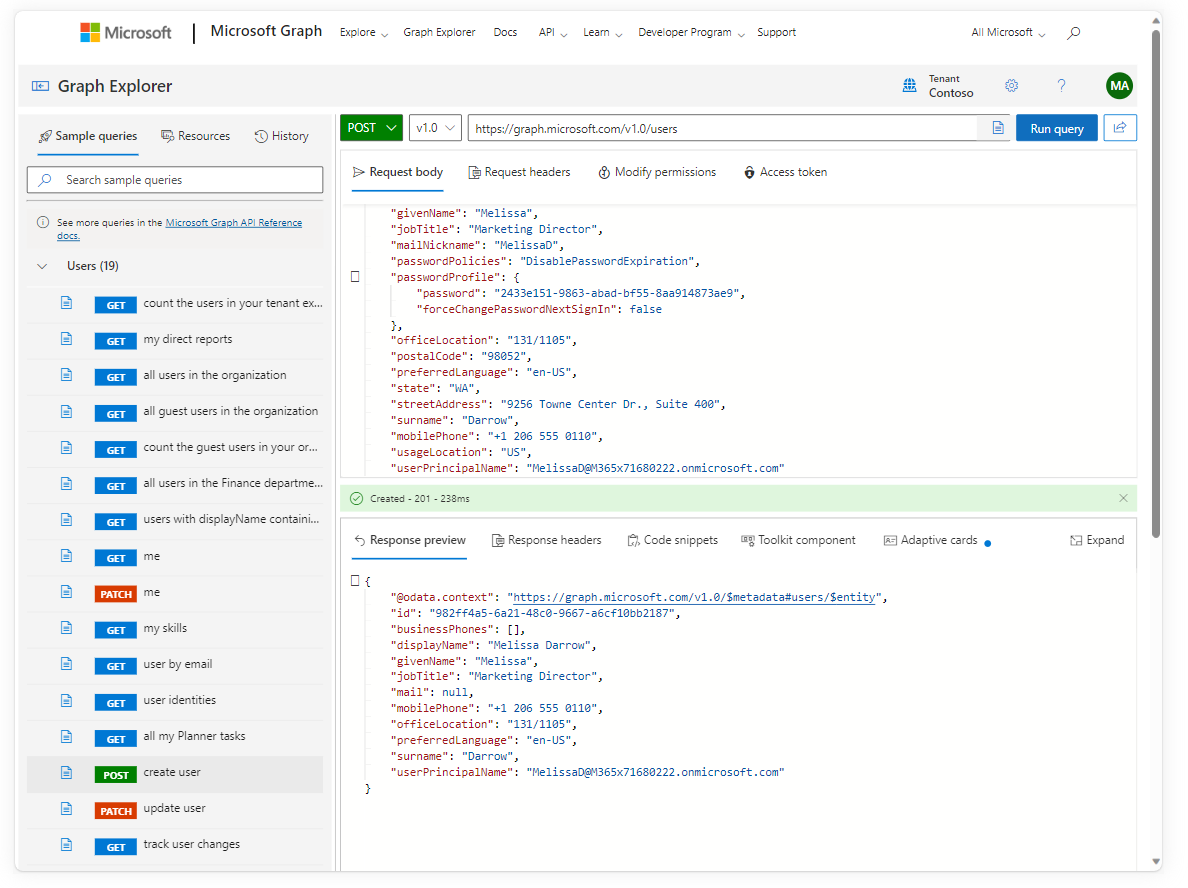 Microsoft | Microsoft Graph Explore Graph Explorer Docs API Learn Developer Program Support All Microsoft
Graph Explorer
Tenant
Contoso
MA
Sample queries Resources History
Search sample queries
See more queries in the Microsoft Graph API Reference
docs.
Users (19)
GET count the users in your tenant ex...
GET my direct reports
GET all users in the organization
GET all guest users in the organization
GET count the guest users in your or...
GET all users in the Finance departme...
GET users with displayName containi...
GET me
PATCH me
GET my skills
GET user by email
GET user identities
GET all my Planner tasks
POST create user
PATCH update user
GET track user changes
POST v1.0 https://graph.microsoft.com/v1.0/users Run query
Request body Request headers Modify permissions Access token
"givenName": "Melissa",
"jobTitle": "Marketing Director",
"mailNickname": "MelissaD",
"passwordPolicies": "DisablePasswordExpiration",
"passwordProfile": {
"password": "2433e151-9863-abad-bf55-8aa914873ae9",
"forceChangePasswordNextSignIn": false
},
"officeLocation": "131/1105",
"postalCode": "98052",
"preferredLanguage": "en-US",
"state": "WA",
"streetAddress": "9256 Towne Center Dr., Suite 400",
"surname": "Darrow",
"mobilePhone": "+1 206 555 0110",
"usageLocation": "US",
"userPrincipalName": "MelissaD@M365x71680222.onmicrosoft.com"
Created - 201 - 238ms
Response preview Response headers Code snippets Toolkit component Adaptive cards Expand
{
"@odata.context": "https://graph.microsoft.com/v1.0/$metadata#users/$entity",
"id": "982ff4a5-6a21-48c0-9667-a6cf10bb2187",
"businessPhones": [],
"displayName": "Melissa Darrow",
"givenName": "Melissa",
"jobTitle": "Marketing Director",
"mail": null,
"mobilePhone": "+1 206 555 0110",
"officeLocation": "131/1105",
"preferredLanguage": "en-US",
"surname": "Darrow",
"userPrincipalName": "MelissaD@M365x71680222.onmicrosoft.com"
}